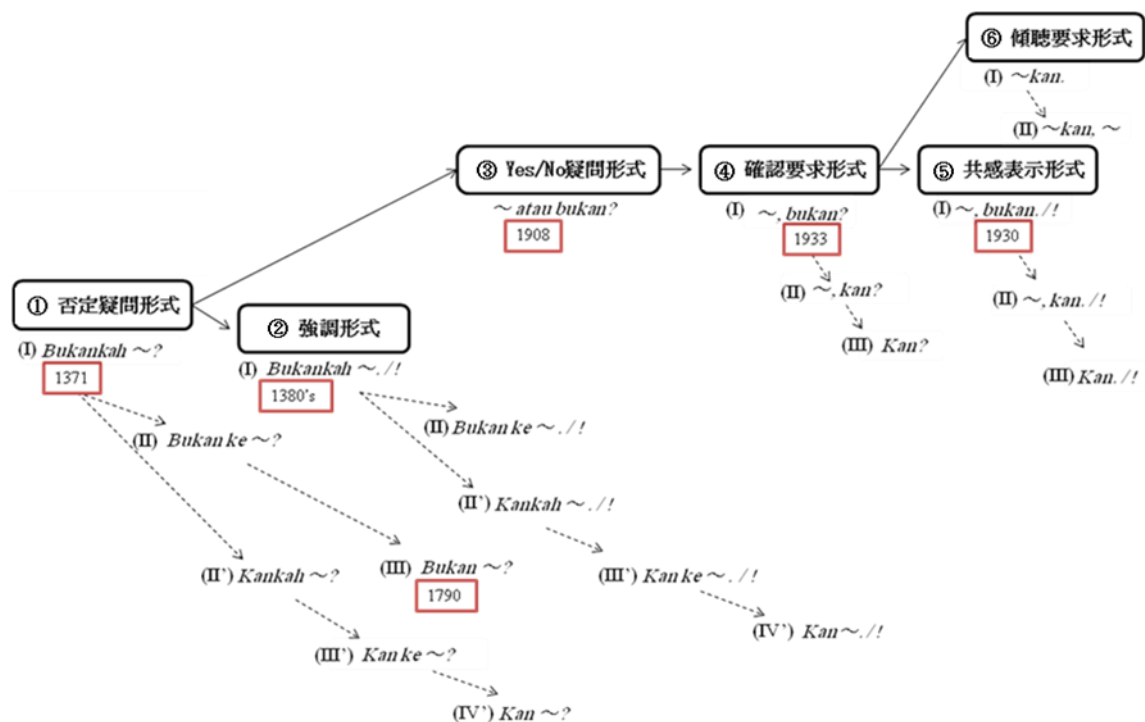 ⑥ 傾聴要求形式
(I) ～kan.
(II) ～kan, ～
③ Yes/No疑問形式
～ atau bukan?
1908
④ 確認要求形式
(I) ～, bukan?
1933
(II) ～, kan?
(III) Kan?
⑤ 共感表示形式
(I) ～, bukan. / !
1930
(II) ～, kan. / !
(III) Kan. / !
① 否定疑問形式
(I) Bukankah ～?
1371
(II) Bukan ke ～?
(III) Bukan ～?
1790
(II’) Kankah ～?
(III’) Kan ke ～?
(IV’) Kan ～?
② 強調形式
(I) Bukankah ～. / !
1380's
(II) Bukan ke ～. / !
(II’) Kankah ～. / !
(III’) Kan ke ～. / !
(IV’) Kan～. / !